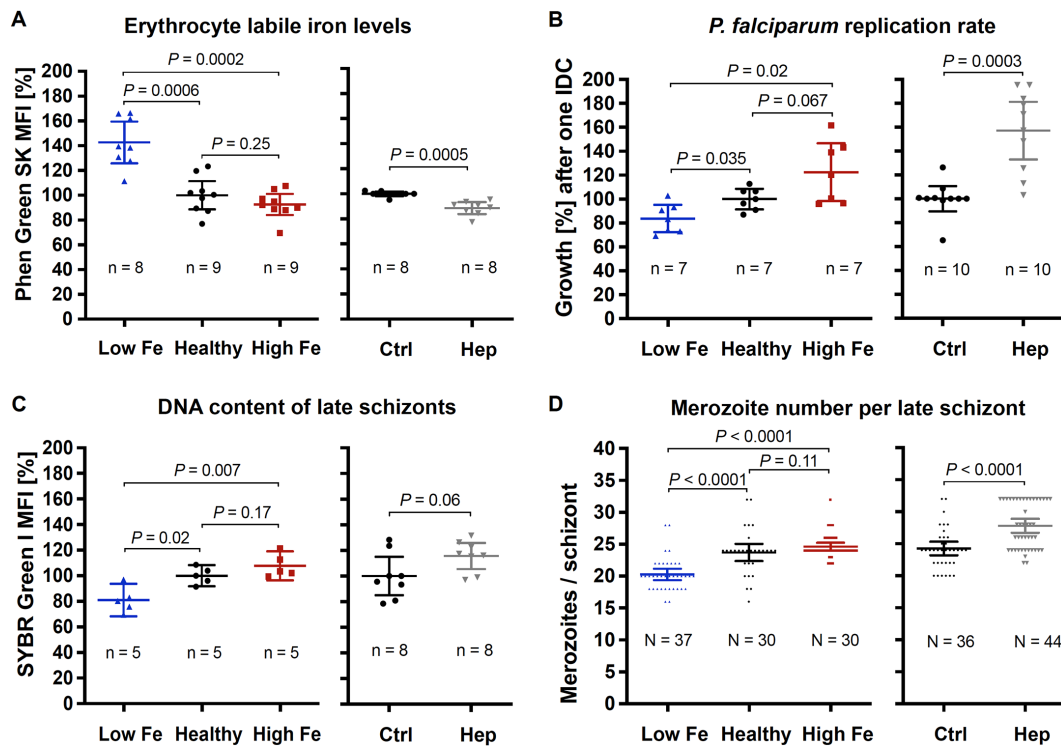 A
Erythrocyte labile iron levels
Phen Green SK MFI [%]
200
180
160
140
120
100
80
60
40
20
0
P = 0.0002
P = 0.0006
P = 0.25
P = 0.0005
n = 8
n = 9
n = 9
n = 8
n = 8
Low Fe Healthy High Fe
Ctrl Hep
B
P. falciparum replication rate
Growth [%] after one IDC
200
180
160
140
120
100
80
60
40
20
0
P = 0.02
P = 0.067
P = 0.035
P = 0.0003
n = 7
n = 7
n = 7
n = 10
n = 10
Low Fe Healthy High Fe
Ctrl Hep
C
DNA content of late schizonts
SYBR Green I MFI [%]
200
180
160
140
120
100
80
60
40
20
0
P = 0.007
P = 0.17
P = 0.02
P = 0.06
n = 5
n = 5
n = 5
n = 8
n = 8
Low Fe Healthy High Fe
Ctrl Hep
D
Merozoite number per late schizont
Merozoites / schizont
40
35
30
25
20
15
10
5
0
P < 0.0001
P = 0.11
P < 0.0001
P < 0.0001
N = 37
N = 30
N = 30
N = 36
N = 44
Low Fe Healthy High Fe
Ctrl Hep